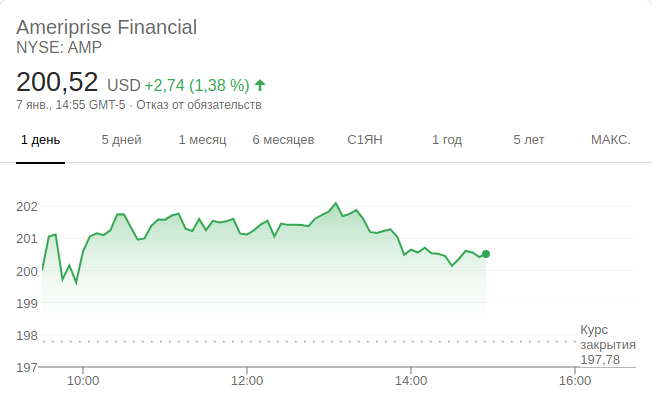 Ameriprise Financial
NYSE: AMP
200,52 USD +2,74 (1,38 %)
7 янв., 14:55 GMT-5 · Отказ от обязательств
1 день 5 дней 1 месяц 6 месяцев С1ЯН 1 год 5 лет МАКС.
202
201
200
199
198
Курс
закрытия
197,78
197
10:00 12:00 14:00 16:00